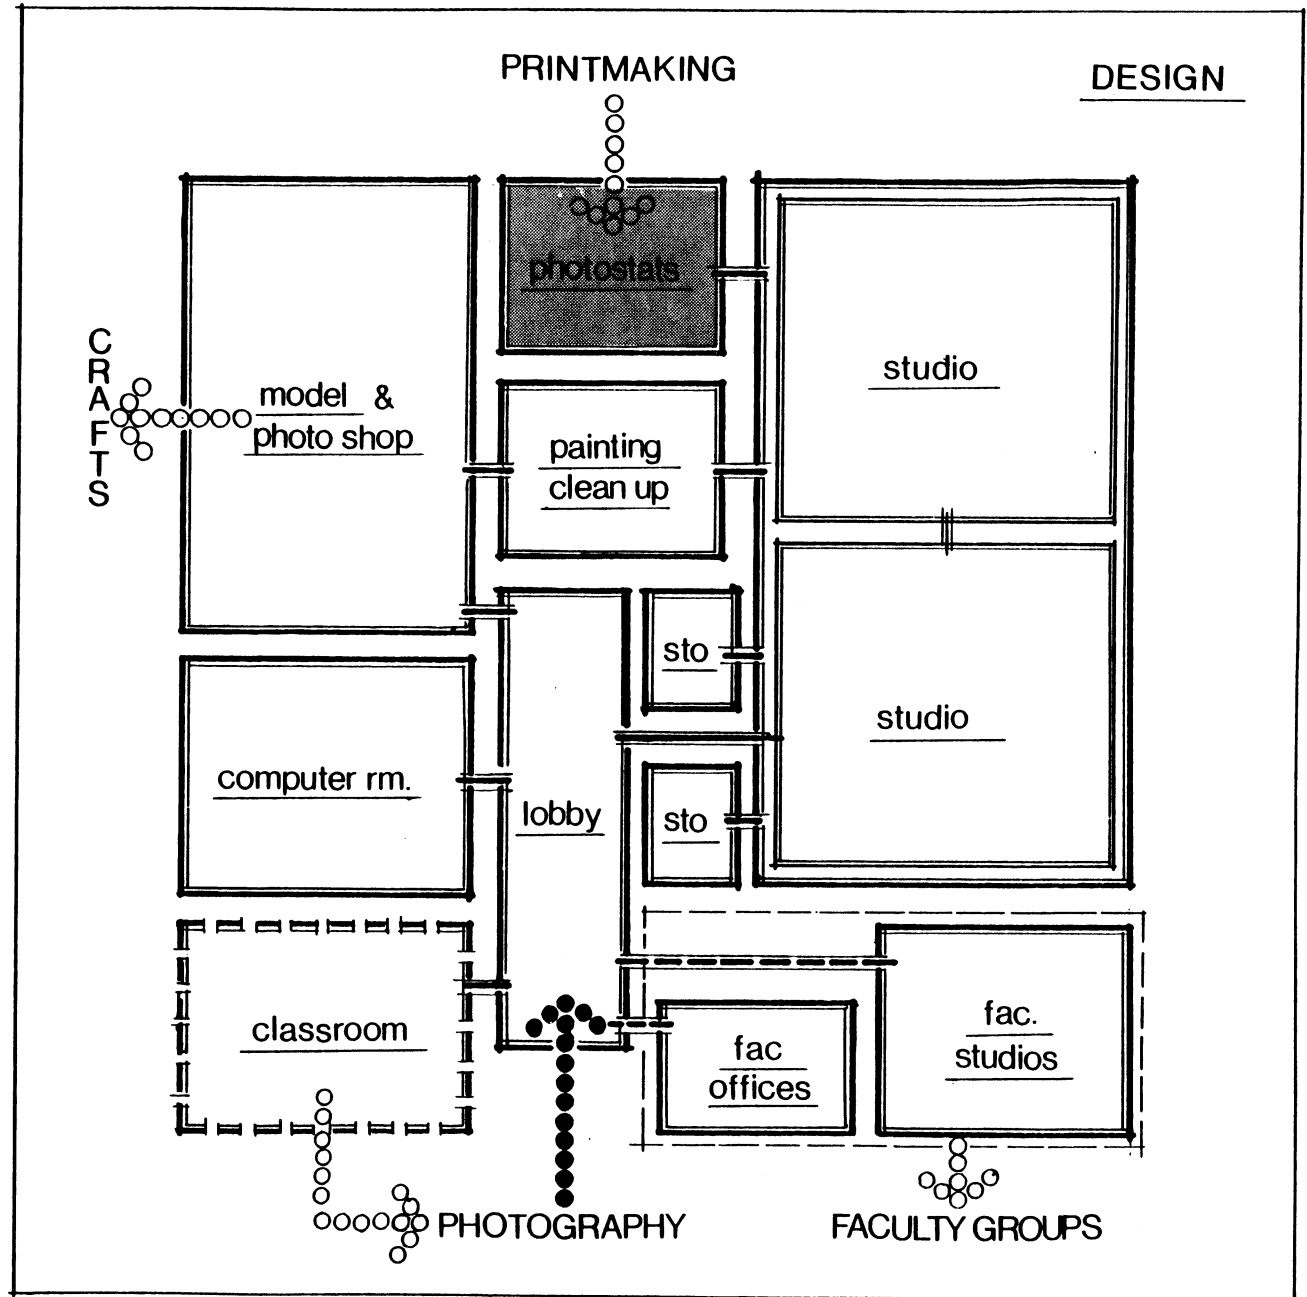 PRINTMAKING
DESIGN
photostats
CRAFTS
model &
photo shop
studio
painting
clean up
sto
studio
computer rm.
lobby
sto
classroom
fac.
studios
fac
offices
PHOTOGRAPHY
FACULTY GROUPS